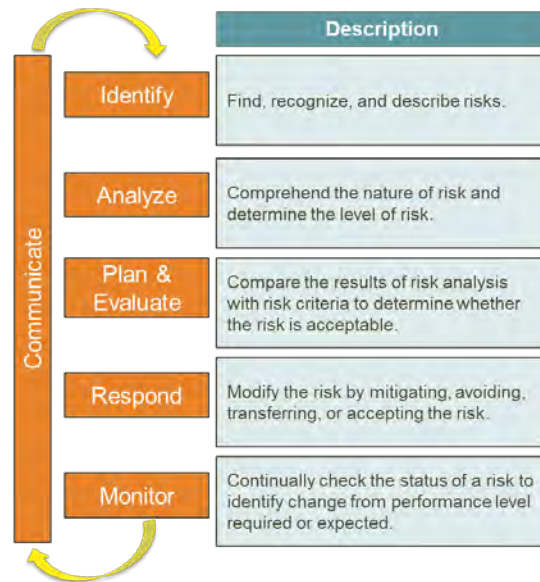 Description
Communicate
Identify
Find, recognize, and describe risks.
Analyze
Comprehend the nature of risk and
determine the level of risk.
Plan &
Evaluate
Compare the results of risk analysis
with risk criteria to determine whether
the risk is acceptable.
Respond
Modify the risk by mitigating, avoiding,
transferring, or accepting the risk.
Monitor
Continually check the status of a risk to
identify change from performance level
required or expected.